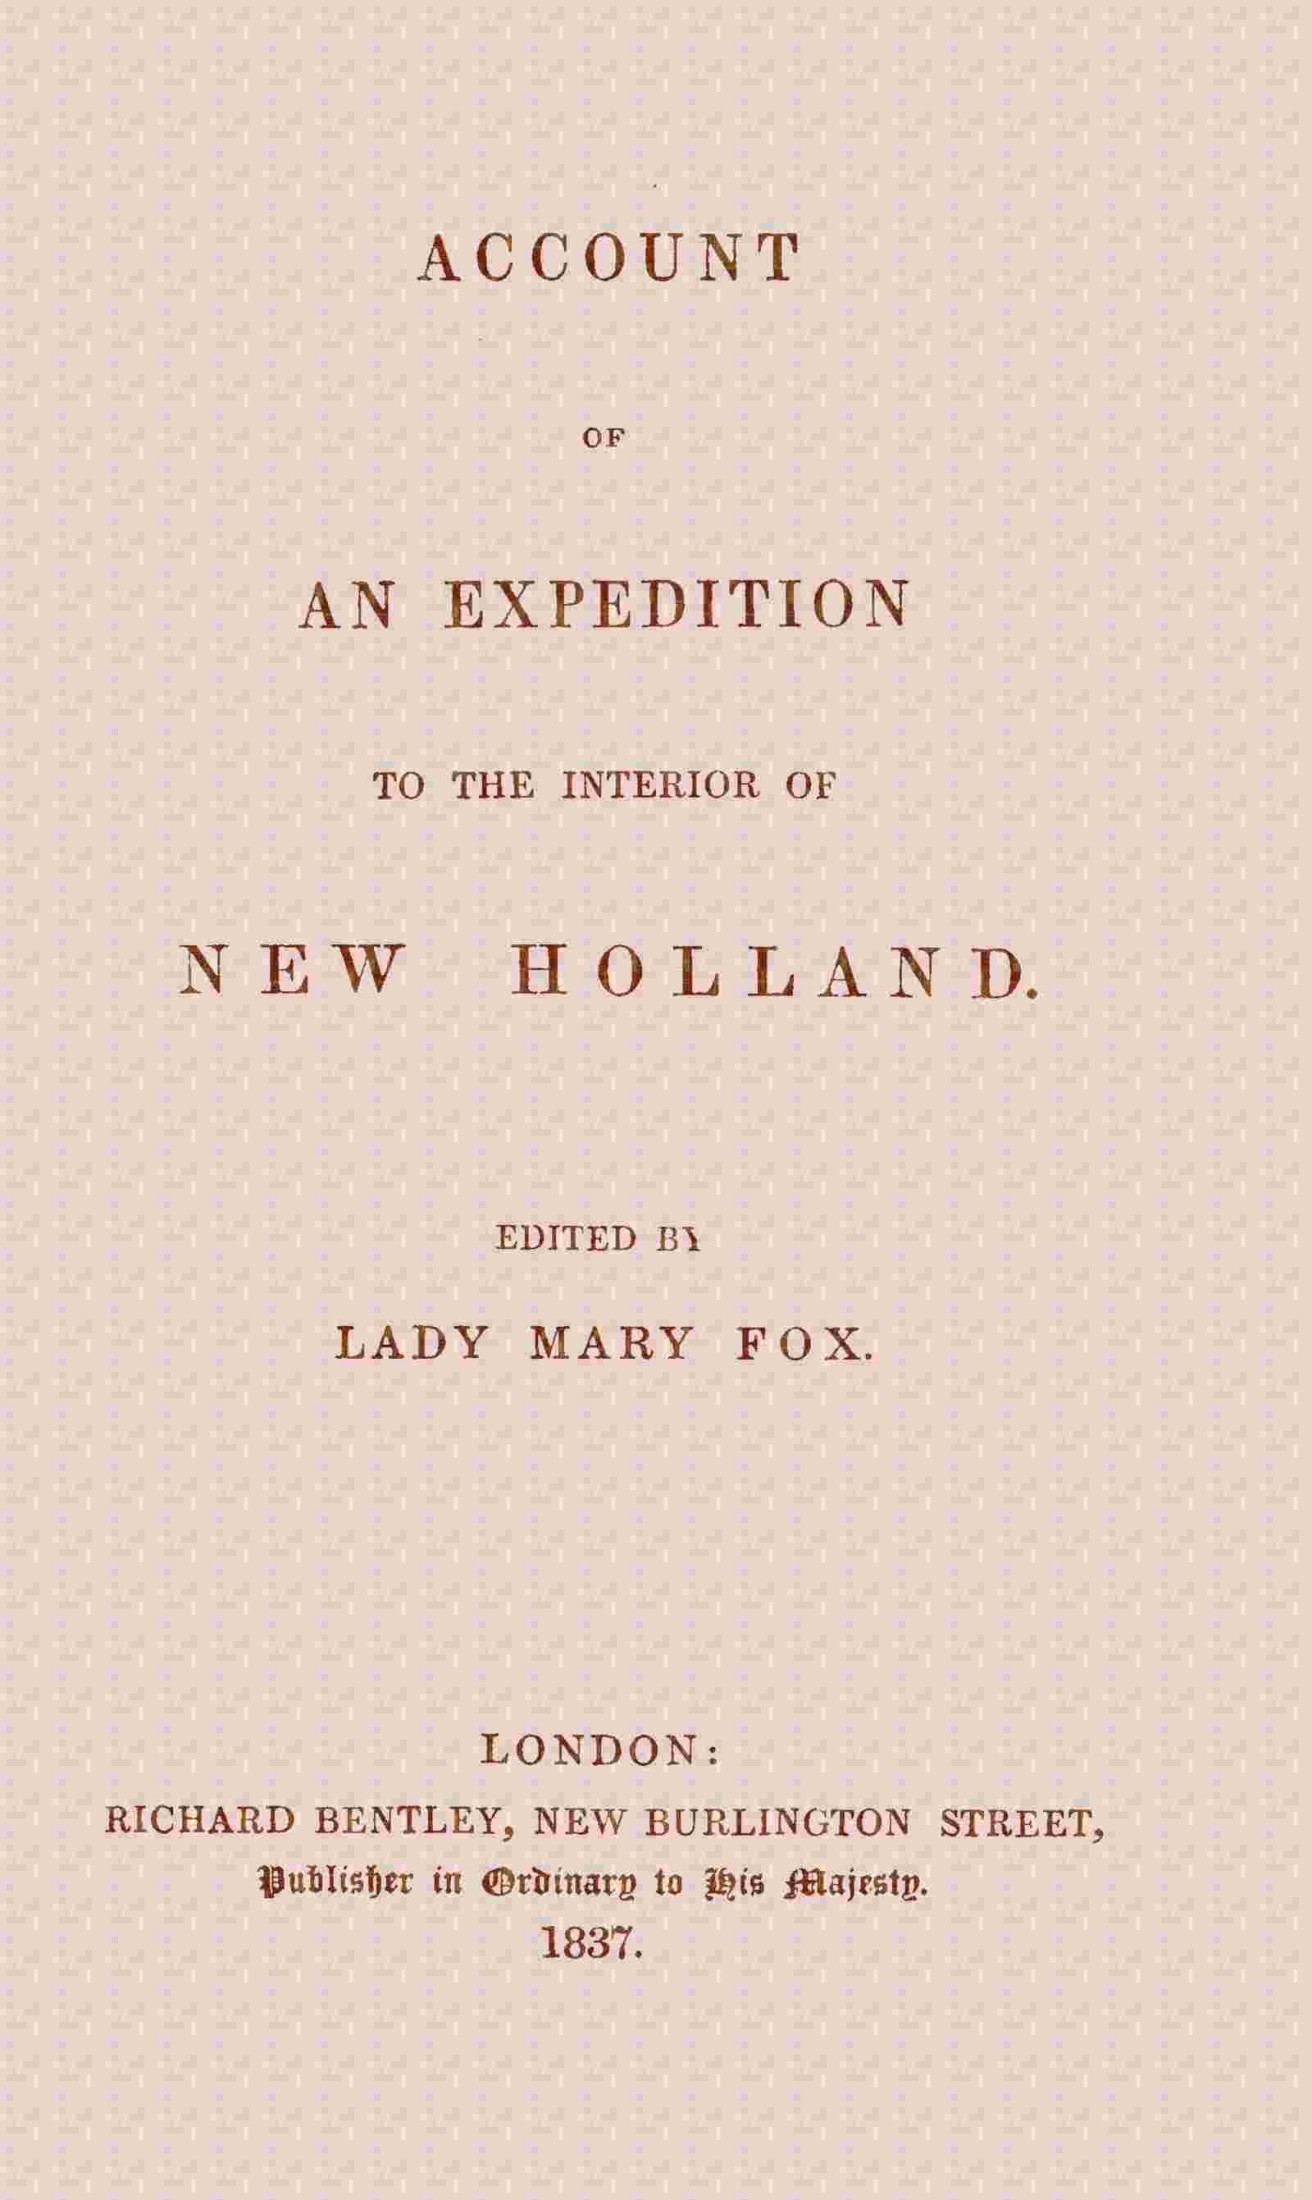 ACCOUNT
OF
AN EXPEDITION
TO THE INTERIOR OF
NEW HOLLAND.
EDITED BY
LADY MARY FOX.
LONDON:
RICHARD BENTLEY, NEW BURLINGTON STREET,
Publisher in Ordinary to His Majesty.
1837.